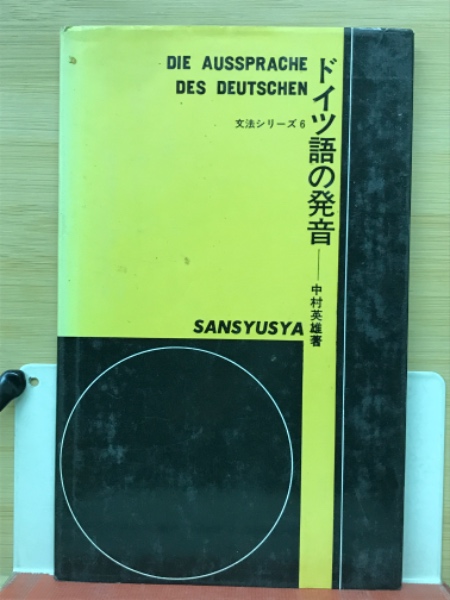 DIE AUSSPRACHE
DES DEUTSCHEN
文法シリーズ6
ドイツ語の発音
中村英雄著
SANSYUSYA